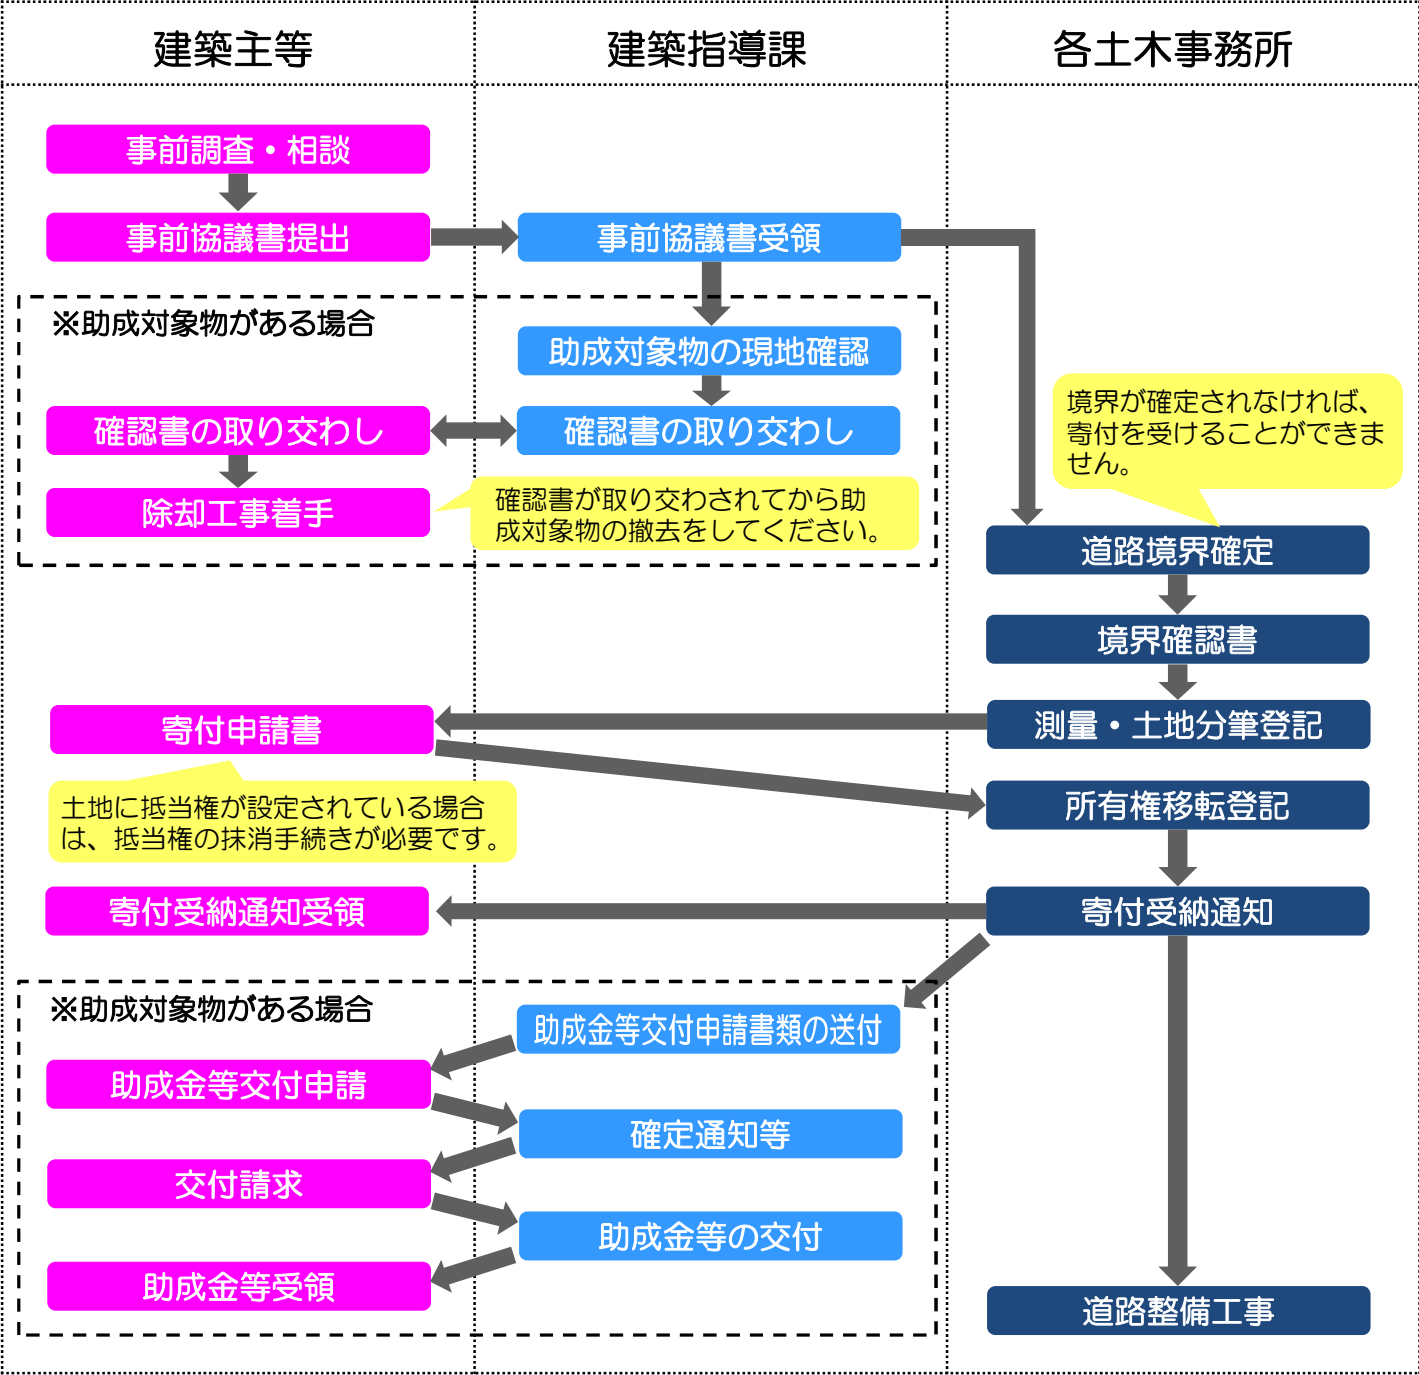 建築主等
建築指導課
各土木事務所
事前調査・相談
事前協議書提出
事前協議書受領
※助成対象物がある場合
助成対象物の現地確認
確認書の取り交わし
確認書の取り交わし
境界が確定されなければ、
寄付を受けることができま
せん。
除却工事着手
確認書が取り交わされてから助
成対象物の撤去をしてください。
道路境界確定
境界確認書
寄付申請書
測量・土地分筆登記
土地に抵当権が設定されている場合
は、抵当権の抹消手続きが必要です。
所有権移転登記
寄付受納通知受領
寄付受納通知
※助成対象物がある場合
助成金等交付申請書類の送付
助成金等交付申請
確定通知等
交付請求
助成金等の交付
助成金等受領
道路整備工事